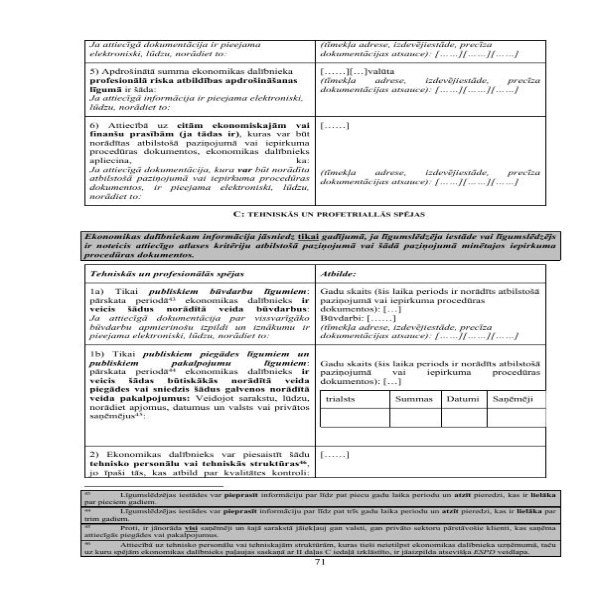 Ja attiecīgā dokumentācija ir pieejama
elektroniski, lūdzu, norādiet to:
(tīmekļa adrese, izdevējiestāde, precīza
dokumentācijas atsauce): [……][……][……]
5) Apdrošinātā summa ekonomikas dalībnieka
profesionālā riska atbildības apdrošināšanas
līgumā ir šāda:
Ja attiecīgā informācija ir pieejama elektroniski,
lūdzu, norādiet to:
[……][…]valūta
(tīmekļa adrese, izdevējiestāde, precīza
dokumentācijas atsauce): [……][……][……]
6) Attiecībā uz citām ekonomiskajām vai
finanšu prasībām (ja tādas ir), kuras var būt
norādītas atbilstošā paziņojumā vai iepirkuma
procedūras dokumentos, ekonomikas dalībnieks
apliecina, ka:
Ja attiecīgā dokumentācija, kura var būt norādīta
atbilstošā paziņojumā vai iepirkuma procedūras
dokumentos, ir pieejama elektroniski, lūdzu,
norādiet to:
[……]
(tīmekļa adrese, izdevējiestāde, precīza
dokumentācijas atsauce): [……][……][……]
C: TEHNISKĀS UN PROFETRIALLĀS SPĒJAS
Ekonomikas dalībniekam informācija jāsniedz tikai gadījumā, ja līgumslēdzēja iestāde vai līgumslēdzējs
ir noteicis attiecīgo atlases kritēriju atbilstošā paziņojumā vai šādā paziņojumā minētajos iepirkuma
procedūras dokumentos.
Tehniskās un profesionālās spējas
Atbilde:
1a) Tikai publiskiem būvdarbu līgumiem:
pārskata periodā43 ekonomikas dalībnieks ir
veicis šādus norādītā veida būvdarbus:
Ja attiecīgā dokumentācija par vissvarīgāko
būvdarbu apmierinošu izpildi un iznākumu ir
pieejama elektroniski, lūdzu, norādiet to:
Gadu skaits (šis laika periods ir norādīts atbilstošā
paziņojumā vai iepirkuma procedūras
dokumentos): […]
Būvdarbi: [……]
(tīmekļa adrese, izdevējiestāde, precīza
dokumentācijas atsauce): [……][……][……]
1b) Tikai publiskiem piegādes līgumiem un
publiskiem pakalpojumu līgumiem:
pārskata periodā44 ekonomikas dalībnieks ir
veicis šādas būtiskākās norādītā veida
piegādes vai sniedzis šādus galvenos norādītā
veida pakalpojumus: Veidojot sarakstu, lūdzu,
norādiet apjomus, datumus un valsts vai privātos
saņēmējus45:
Gadu skaits (šis laika periods ir norādīts atbilstošā
paziņojumā vai iepirkuma procedūras
dokumentos): […]
trialsts Summas Datumi Saņēmēji
2) Ekonomikas dalībnieks var piesaistīt šādu
tehnisko personālu vai tehniskās struktūras46,
jo īpaši tās, kas atbild par kvalitātes kontroli:
[……]
43 Līgumslēdzējas iestādes var pieprasīt informāciju par līdz pat piecu gadu laika periodu un atzīt pieredzi, kas ir lielāka
par pieciem gadiem.
44 Līgumslēdzējas iestādes var pieprasīt informāciju par līdz pat trīs gadu laika periodu un atzīt pieredzi, kas ir lielāka par
trim gadiem.
45 Proti, ir jānorāda visi saņēmēji un šajā sarakstā jāiekļauj gan valsti, gan privāto sektoru pārstāvošie klienti, kas saņēma
attiecīgās piegādes vai pakalpojumus.
46 Attiecībā uz tehnisko personālu vai tehniskajām struktūrām, kuras tieši neietilpst ekonomikas dalībnieka uzņēmumā, taču
uz kuru spējām ekonomikas dalībnieks paļaujas saskaņā ar II daļas C iedaļā izklāstīto, ir jāaizpilda atsevišķa ESPD veidlapa.
71